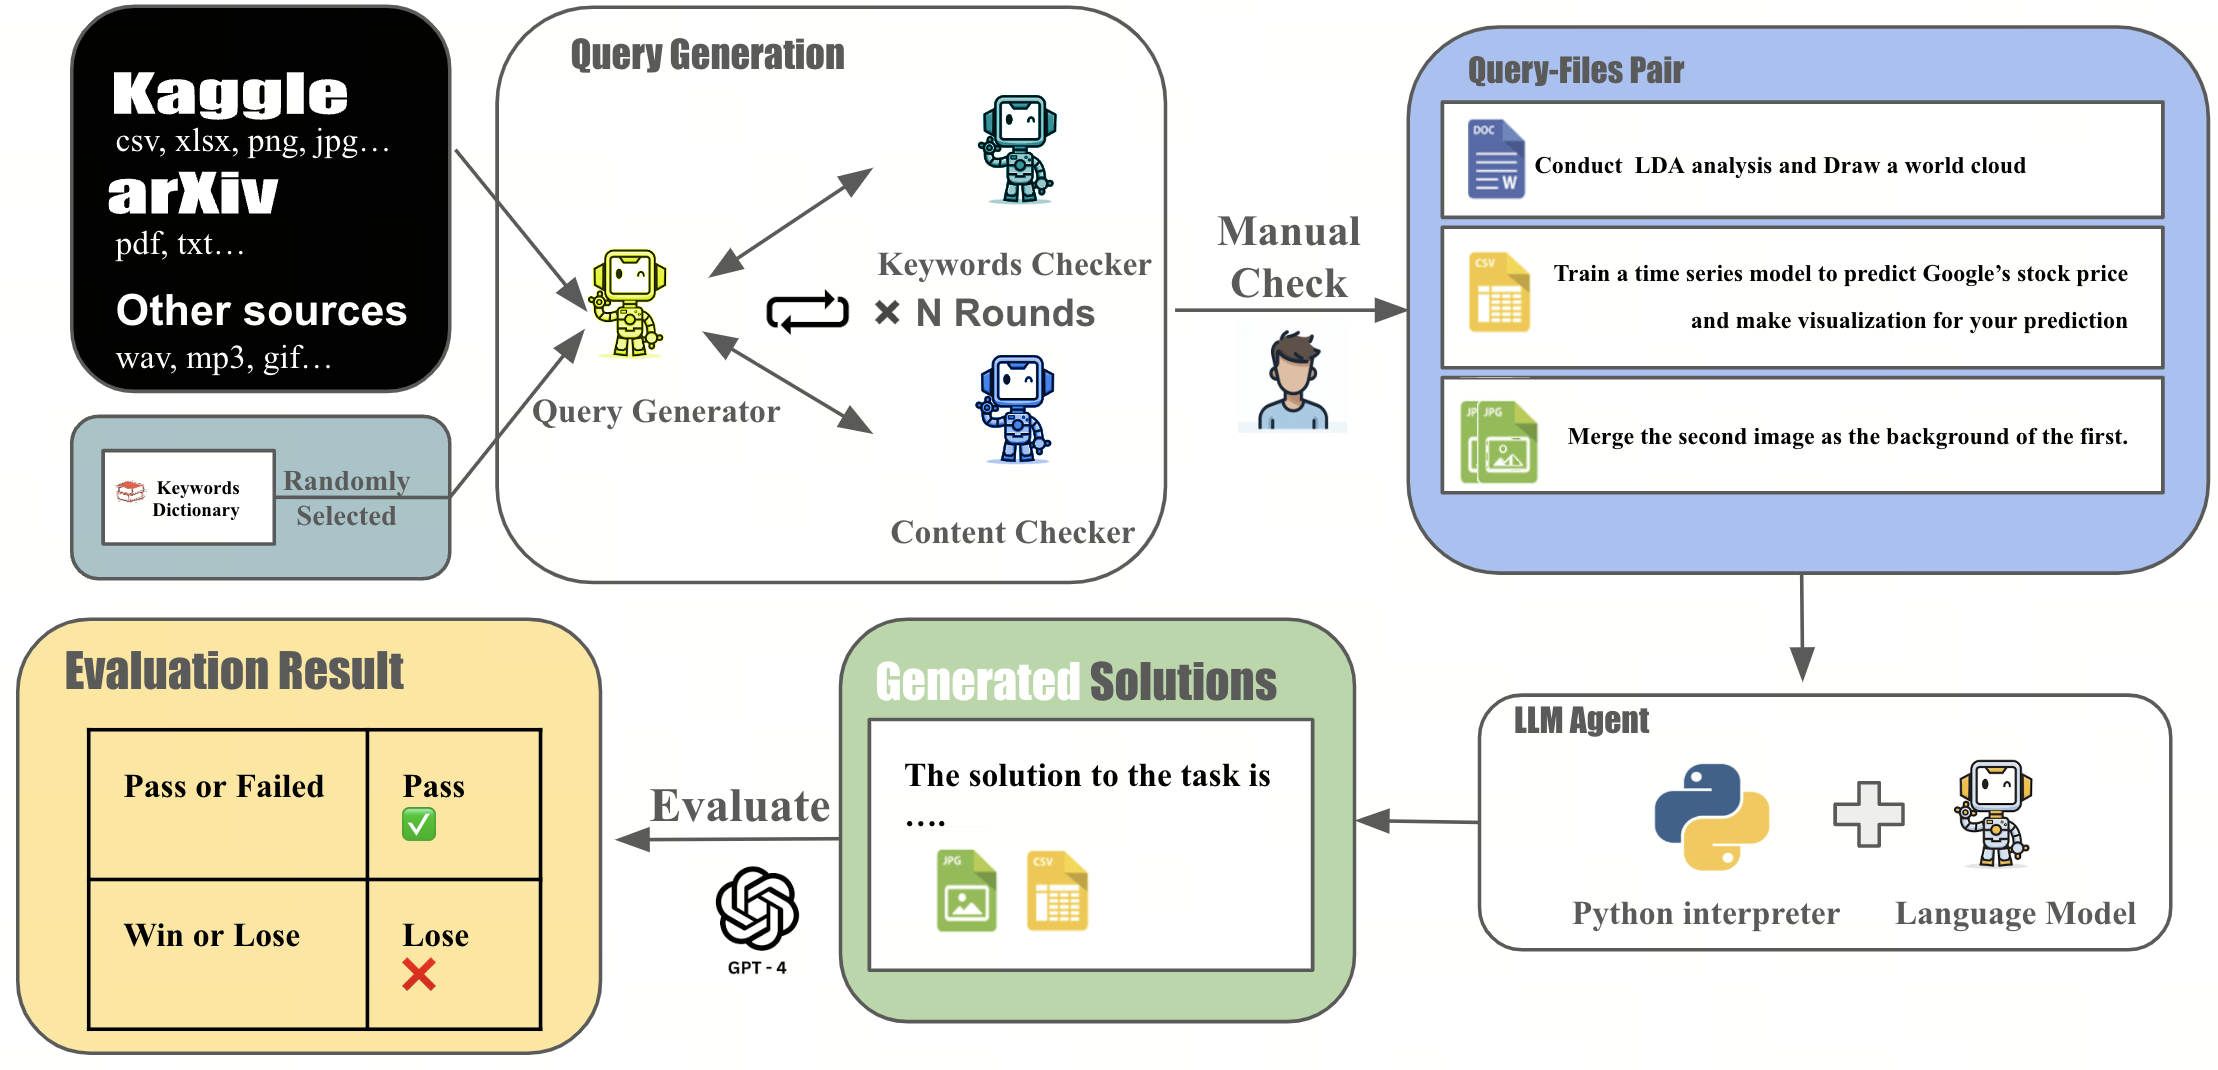 Kaggle
csv, xlsx, png, jpg…
arXiv
pdf, txt…
Other sources
wav, mp3, gif…
Keywords
Dictionary
Randomly
Selected
Query Generation
Query Generator
Keywords Checker
× N Rounds
Content Checker
Manual
Check
Query-Files Pair
DOC
W
Conduct LDA analysis and Draw a world cloud
CSV
Train a time series model to predict Google’s stock price
and make visualization for your prediction
JP JPG
Merge the second image as the background of the first.
LLM Agent
Python interpreter
Language Model
Generated Solutions
The solution to the task is
….
JPG
CSV
Evaluate
GPT - 4
Evaluation Result
Pass or Failed
Pass
Win or Lose
Lose